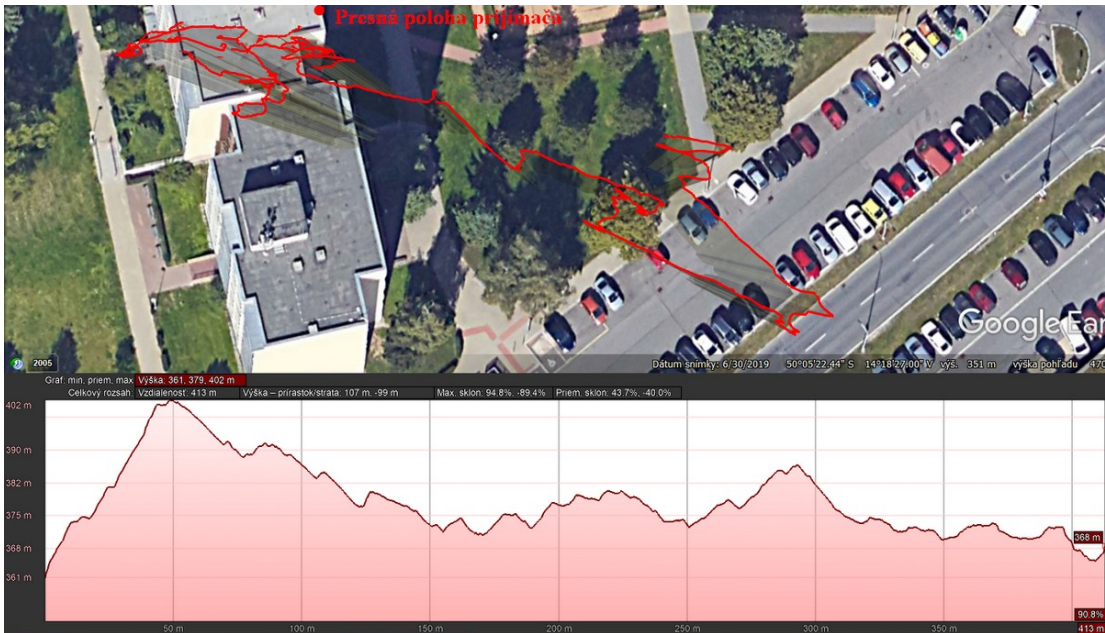 Presná poloha prijímača
Google Ear
2005
Dátum snímky: 6/30/2019 50°05'22.44" S 14°18'27.00" V výš. 351 m výška pohľadu 470
Graf: min, priem, max Výška: 361, 379, 402 m
Celkový rozsah: Vzdialenosť: 413 m Výška – prírastok/strata: 107 m, -99 m Max. sklon: 94.8%, -89.4% Priem. sklon: 43.7%, -40.0%
402 m
390 m
382 m
375 m
368 m
361 m
368 m
90.8%
50 m 100 m 150 m 200 m 250 m 300 m 350 m 413 m